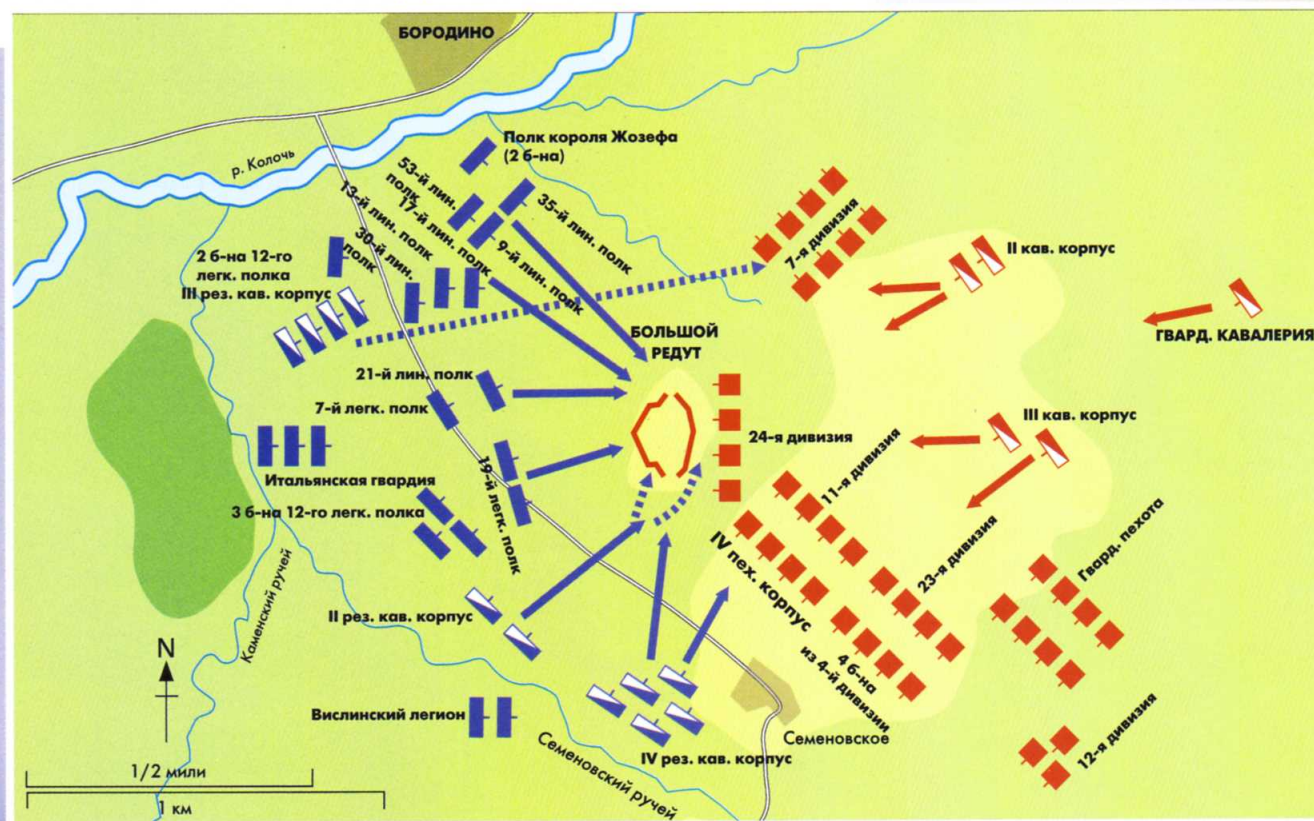 БОРОДИНО
р. Колочь
Полк короля Жозефа
(2 б-на)
53-й лин.
полк
35-й лин. полк
13-й лин. полк
17-й лин. полк
9-й лин. полк
30-й лин.
полк
2 б-на 12-го
легк. полка
III рез. кав. корпус
7-я дивизия
II кав. корпус
ГВАРД. КАВАЛЕРИЯ
БОЛЬШОЙ
РЕДУТ
21-й лин. полк
7-й легк. полк
24-я дивизия
III кав. корпус
11-я дивизия
Итальянская гвардия
3 б-на 12-го легк. полка
19-й легк. полк
IV пех. корпус
23-я дивизия
Гвард. пехота
II рез. кав. корпус
4 б-на
из 4-й дивизии
Каменский ручей
N
Вислинский легион
Семеновский ручей
IV рез. кав. корпус
Семеновское
12-я дивизия
1/2 мили
1 км